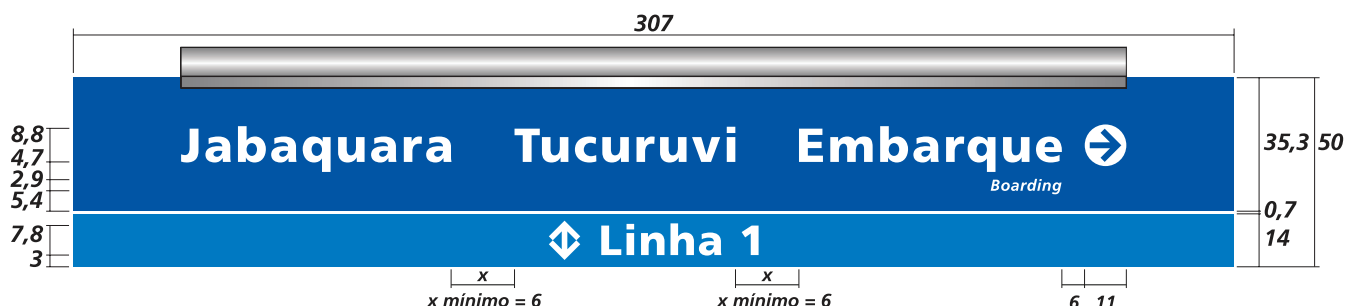 307
8,8
4,7
2,9
5,4
7,8
3
Jabaquara Tucuruvi Embarque
Boarding
Linha 1
35,3 50
0,7
14
x x
x mínimo = 6 x mínimo = 6 6 11